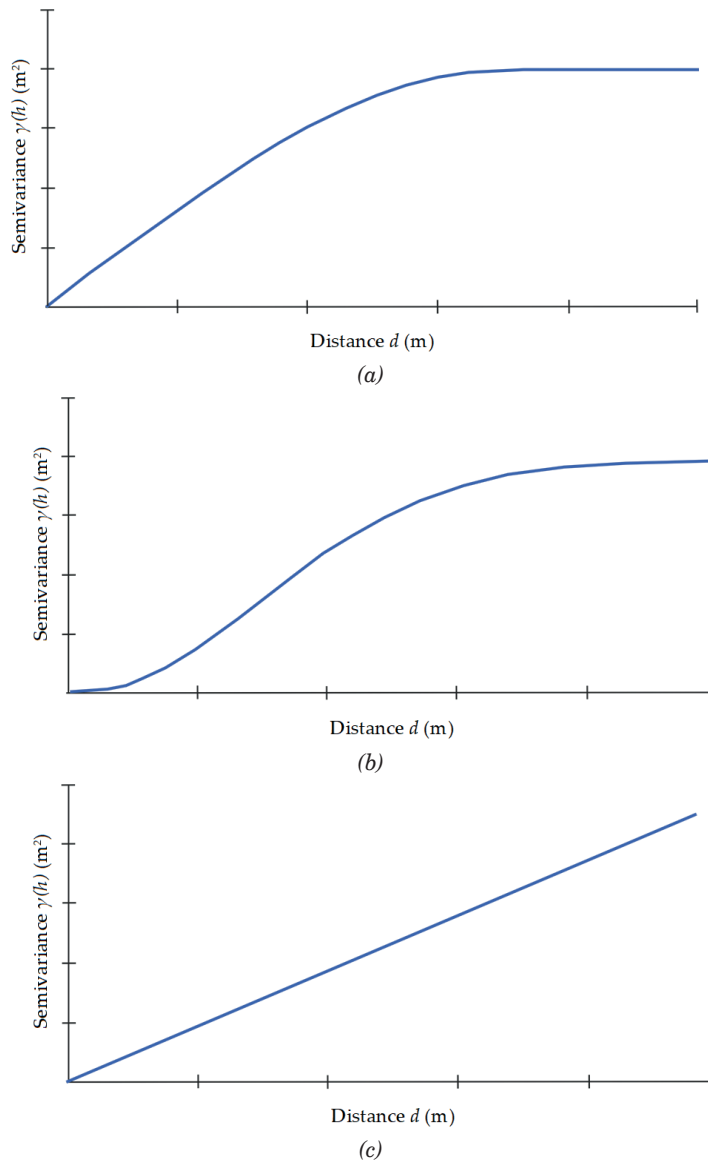 Semivariance γ(h) (m²)
Distance d (m)
(a)
Semivariance γ(h) (m²)
Distance d (m)
(b)
Semivariance γ(h) (m²)
Distance d (m)
(c)